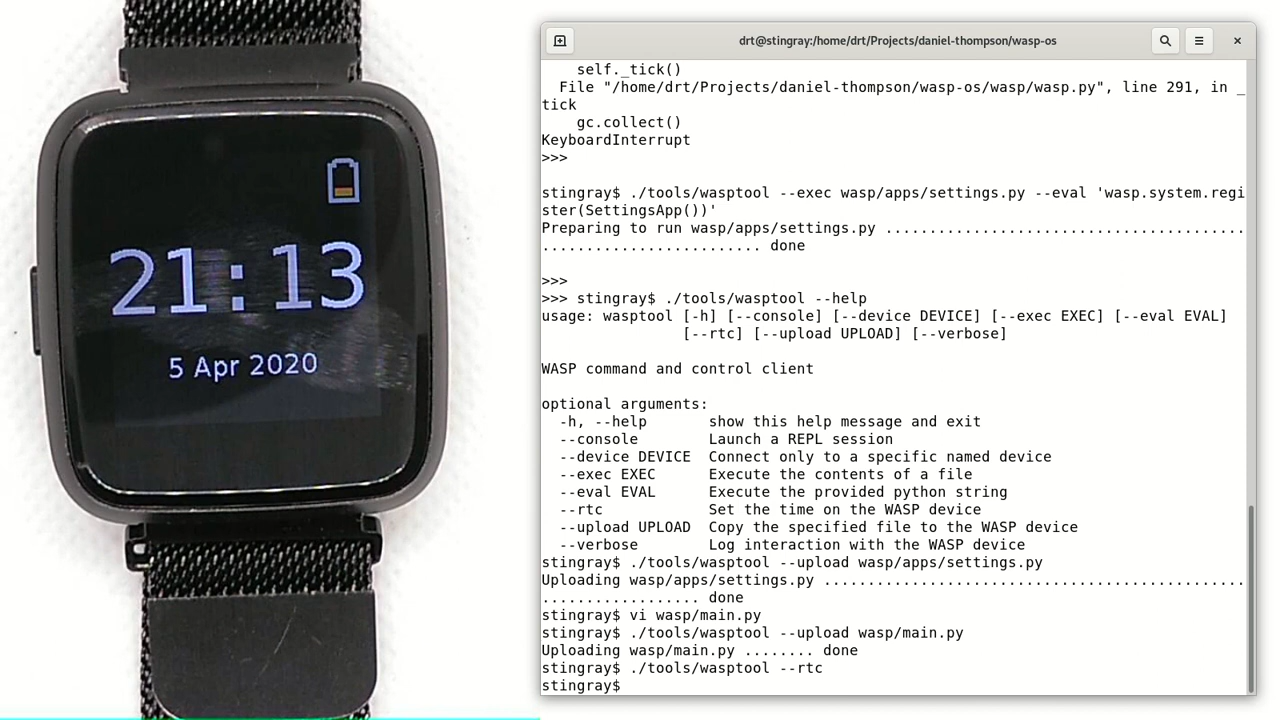 21:13
5 Apr 2020
drt@stingray:/home/drt/Projects/daniel-thompson/wasp-os
    self._tick()
  File "/home/drt/Projects/daniel-thompson/wasp-os/wasp/wasp.py", line 291, in _
tick
    gc.collect()
KeyboardInterrupt
>>>
stingray$ ./tools/wasptool --exec wasp/apps/settings.py --eval 'wasp.system.regi
ster(SettingsApp())'
Preparing to run wasp/apps/settings.py .........................................
......................... done
>>>
>>> stingray$ ./tools/wasptool --help
usage: wasptool [-h] [--console] [--device DEVICE] [--exec EXEC] [--eval EVAL]
                [--rtc] [--upload UPLOAD] [--verbose]
WASP command and control client
optional arguments:
  -h, --help       show this help message and exit
  --console        Launch a REPL session
  --device DEVICE  Connect only to a specific named device
  --exec EXEC      Execute the contents of a file
  --eval EVAL      Execute the provided python string
  --rtc            Set the time on the WASP device
  --upload UPLOAD  Copy the specified file to the WASP device
  --verbose        Log interaction with the WASP device
stingray$ ./tools/wasptool --upload wasp/apps/settings.py
Uploading wasp/apps/settings.py ................................................
.................. done
stingray$ vi wasp/main.py
stingray$ ./tools/wasptool --upload wasp/main.py
Uploading wasp/main.py ........ done
stingray$ ./tools/wasptool --rtc
stingray$